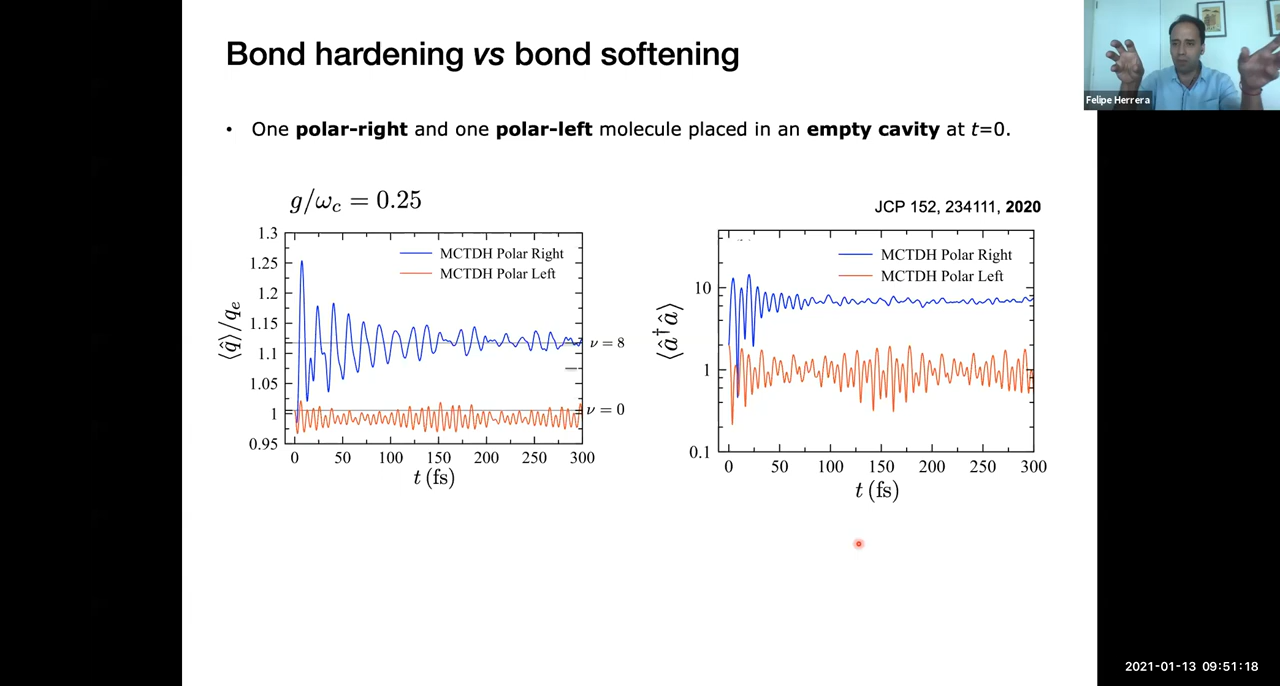 Bond hardening vs bond softening
Felipe Herrera
• One polar-right and one polar-left molecule placed in an empty cavity at t=0.
g/ω_c = 0.25
JCP 152, 234111, 2020
1.3
1.25
1.2
1.15
1.1
1.05
1
0.95
⟨q̂⟩/q_e
MCTDH Polar Right
MCTDH Polar Left
ν = 8
ν = 0
0 50 100 150 200 250 300
t (fs)
10
1
0.1
⟨â†â⟩
MCTDH Polar Right
MCTDH Polar Left
0 50 100 150 200 250 300
t (fs)
2021-01-13 09:51:18